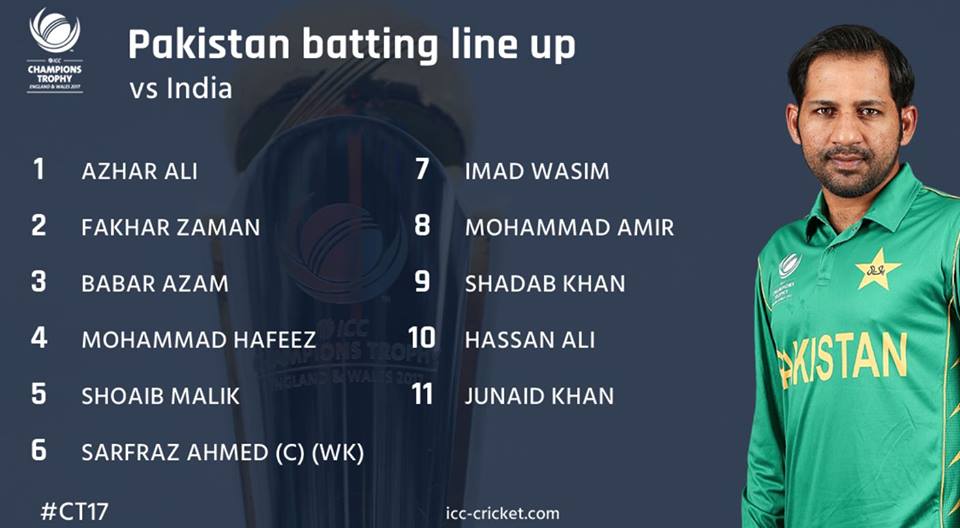 ICC
CHAMPIONS
TROPHY
ENGLAND & WALES 2017
Pakistan batting line up
vs India
1 AZHAR ALI
2 FAKHAR ZAMAN
3 BABAR AZAM
4 MOHAMMAD HAFEEZ
5 SHOAIB MALIK
6 SARFRAZ AHMED (C) (WK)
7 IMAD WASIM
8 MOHAMMAD AMIR
9 SHADAB KHAN
10 HASSAN ALI
11 JUNAID KHAN
ICC
CHAMPIONS TROPHY
ENGLAND & WALES 2017
PAKISTAN
#CT17
icc-cricket.com